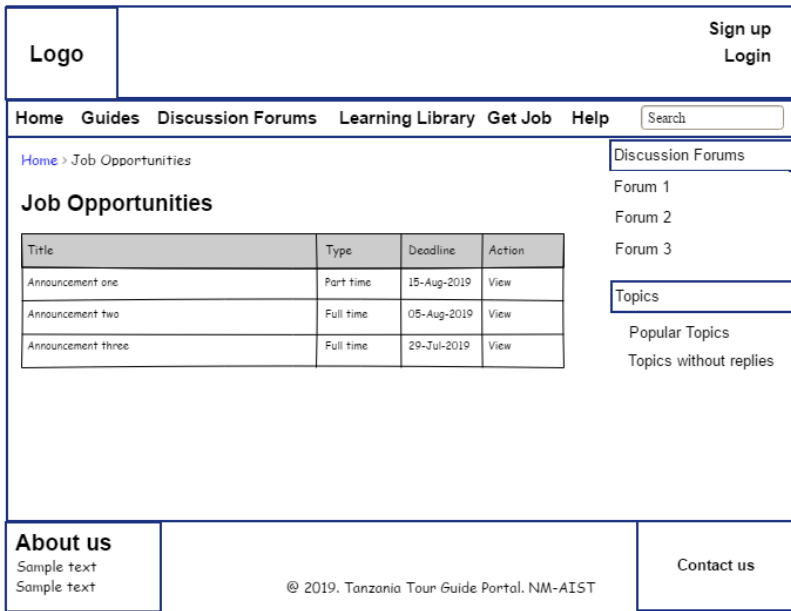 Logo
Sign up
Login
Home Guides Discussion Forums Learning Library Get Job Help Search
Home > Job Opportunities
Job Opportunities
Title Type Deadline Action
Announcement one Part time 15-Aug-2019 View
Announcement two Full time 05-Aug-2019 View
Announcement three Full time 29-Jul-2019 View
Discussion Forums
Forum 1
Forum 2
Forum 3
Topics
Popular Topics
Topics without replies
About us
Sample text
Sample text
@ 2019. Tanzania Tour Guide Portal. NM-AIST
Contact us